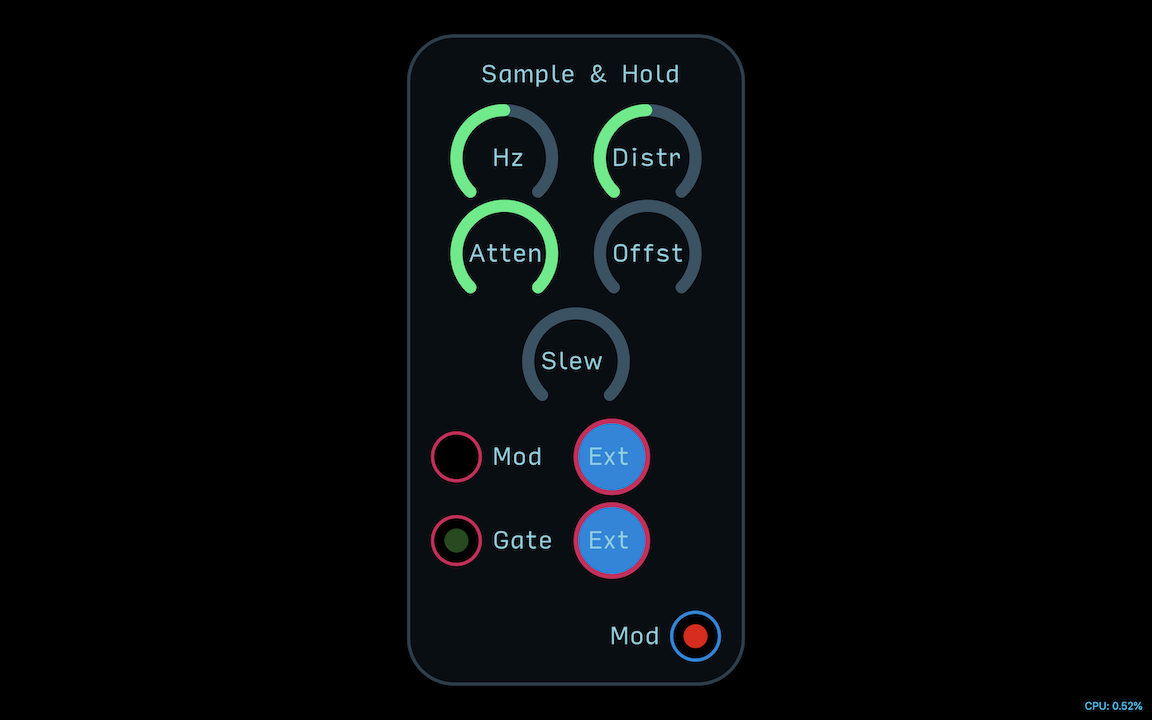 Sample & Hold
Hz
Distr
Atten
Offst
Slew
Mod
Ext
Gate
Ext
Mod
CPU: 0.52%